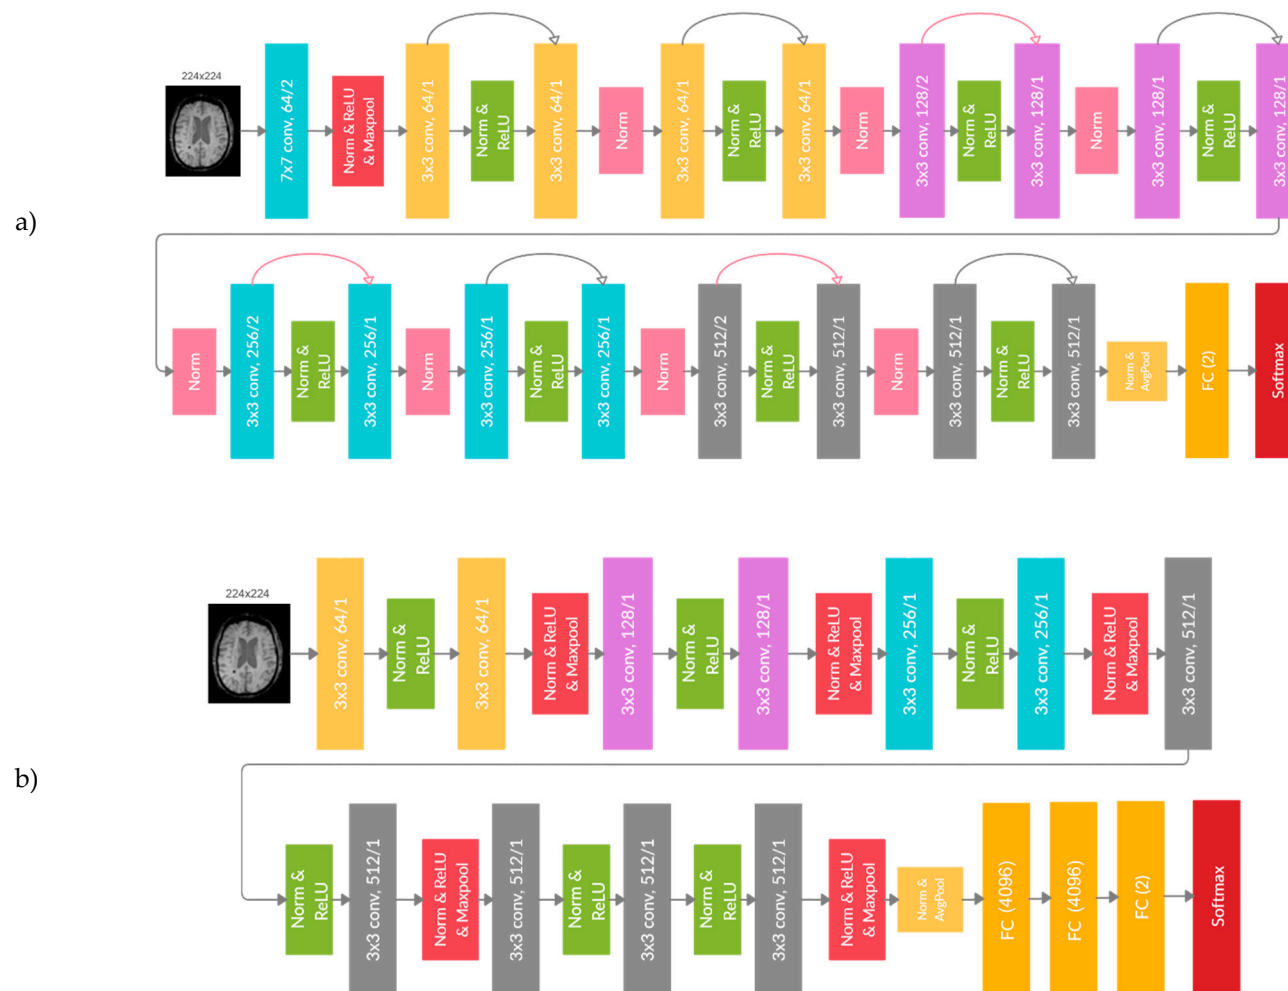 a)
224x224
7x7 conv, 64/2
Norm & ReLU
& Maxpool
3x3 conv, 64/1
Norm &
ReLU
3x3 conv, 64/1
Norm
3x3 conv, 64/1
Norm &
ReLU
3x3 conv, 64/1
Norm
3x3 conv, 128/2
Norm &
ReLU
3x3 conv, 128/1
Norm
3x3 conv, 128/1
Norm &
ReLU
3x3 conv, 128/1
Norm
3x3 conv, 256/2
Norm &
ReLU
3x3 conv, 256/1
Norm
3x3 conv, 256/1
Norm &
ReLU
3x3 conv, 256/1
Norm
3x3 conv, 512/2
Norm &
ReLU
3x3 conv, 512/1
Norm
3x3 conv, 512/1
Norm &
ReLU
3x3 conv, 512/1
Norm &
AvgPool
FC (2)
Softmax
b)
224x224
3x3 conv, 64/1
Norm &
ReLU
3x3 conv, 64/1
Norm & ReLU
& Maxpool
3x3 conv, 128/1
Norm &
ReLU
3x3 conv, 128/1
Norm & ReLU
& Maxpool
3x3 conv, 256/1
Norm &
ReLU
3x3 conv, 256/1
Norm & ReLU
& Maxpool
3x3 conv, 512/1
Norm &
ReLU
3x3 conv, 512/1
Norm & ReLU
& Maxpool
3x3 conv, 512/1
Norm &
ReLU
3x3 conv, 512/1
Norm &
ReLU
3x3 conv, 512/1
Norm & ReLU
& Maxpool
Norm &
AvgPool
FC (4096)
FC (4096)
FC (2)
Softmax